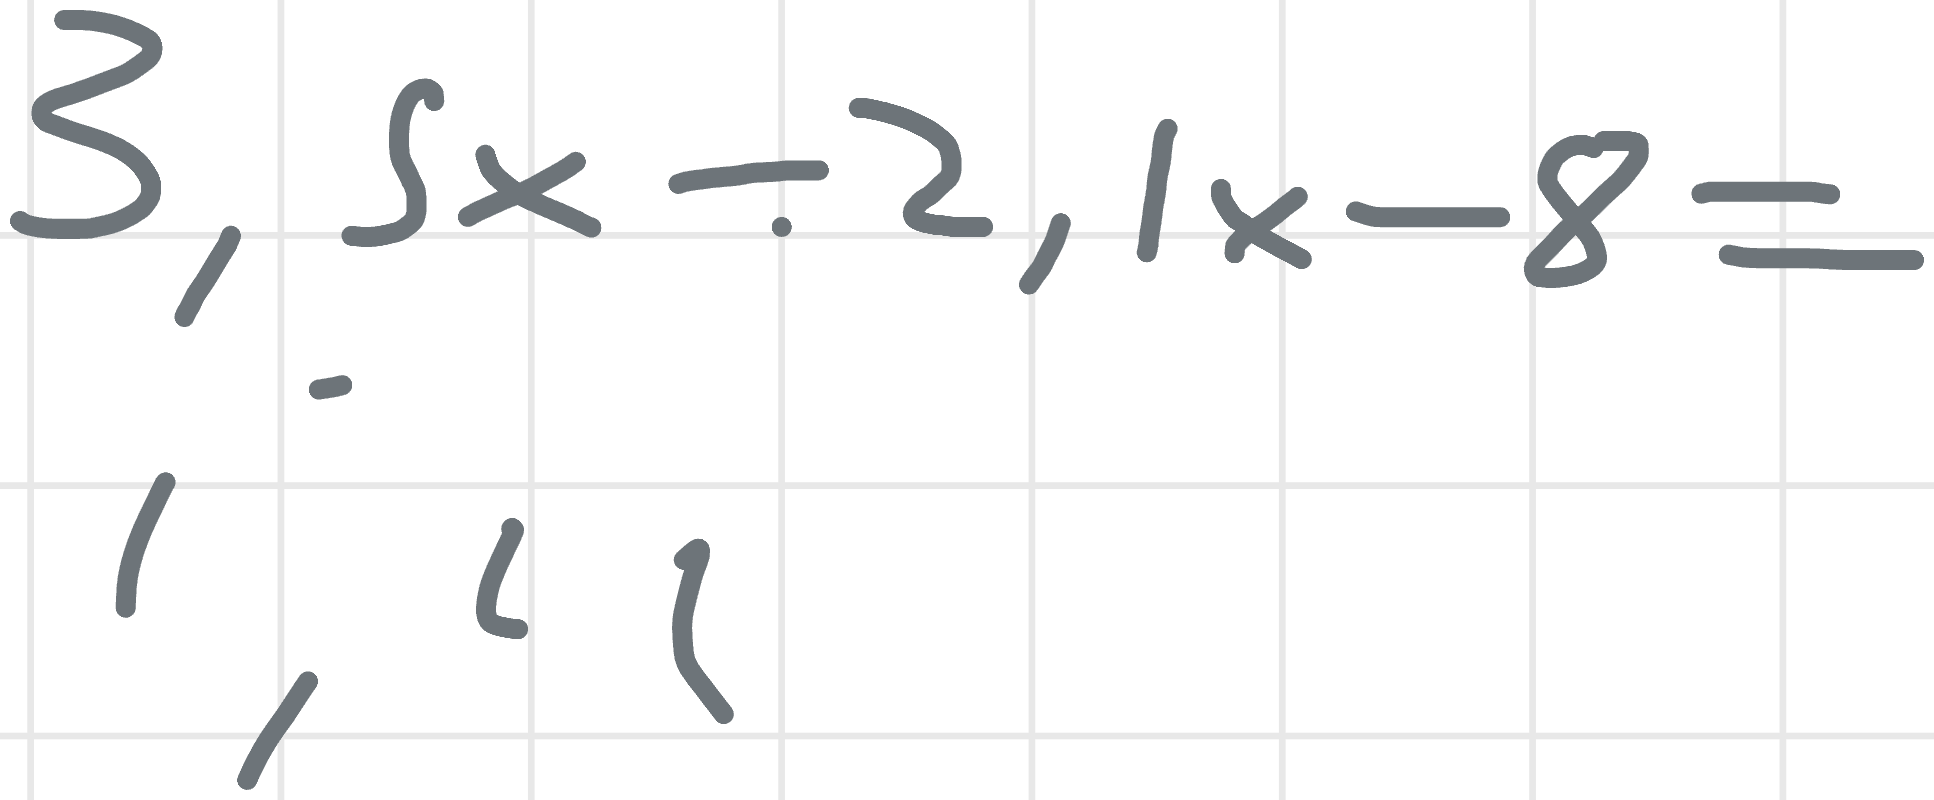 3,5x - 2,1x - 8 =